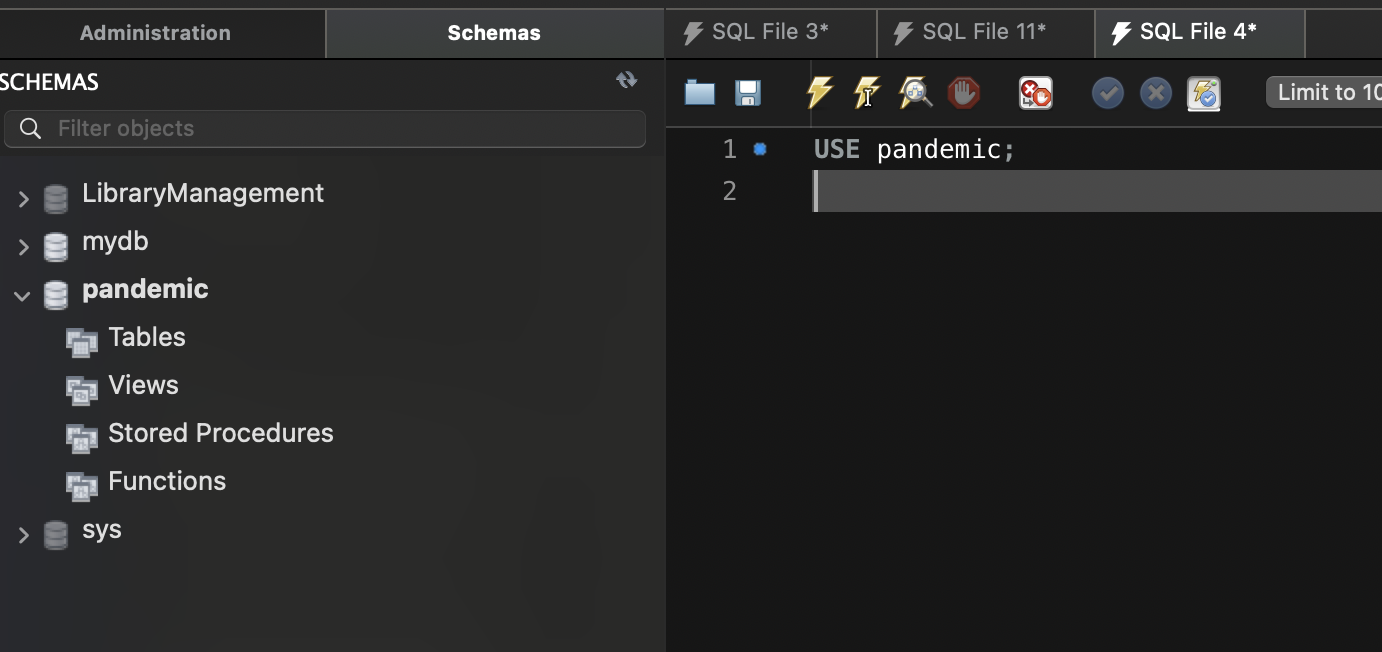 Administration
Schemas
SCHEMAS
Filter objects
LibraryManagement
mydb
pandemic
Tables
Views
Stored Procedures
Functions
sys
SQL File 3*
SQL File 11*
SQL File 4*
Limit to 10
1 USE pandemic;
2